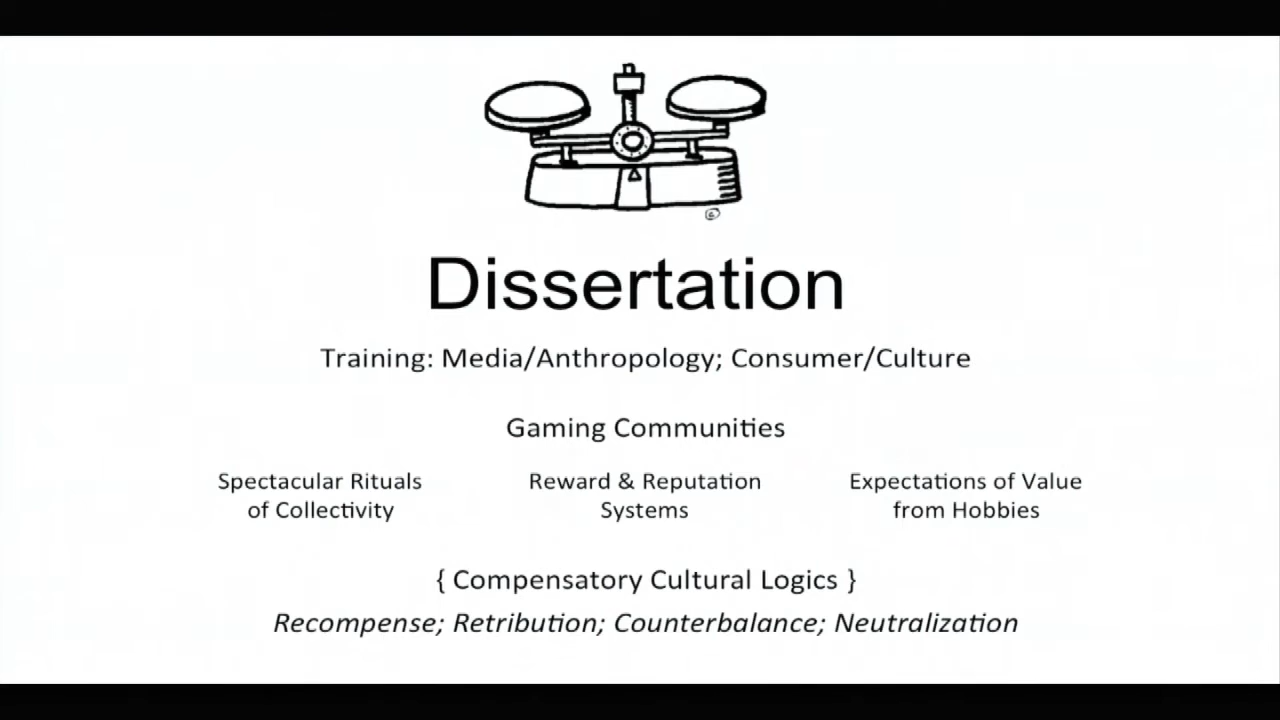 Dissertation
Training: Media/Anthropology; Consumer/Culture
Gaming Communities
Spectacular Rituals
of Collectivity
Reward & Reputation
Systems
Expectations of Value
from Hobbies
{ Compensatory Cultural Logics }
Recompense; Retribution; Counterbalance; Neutralization